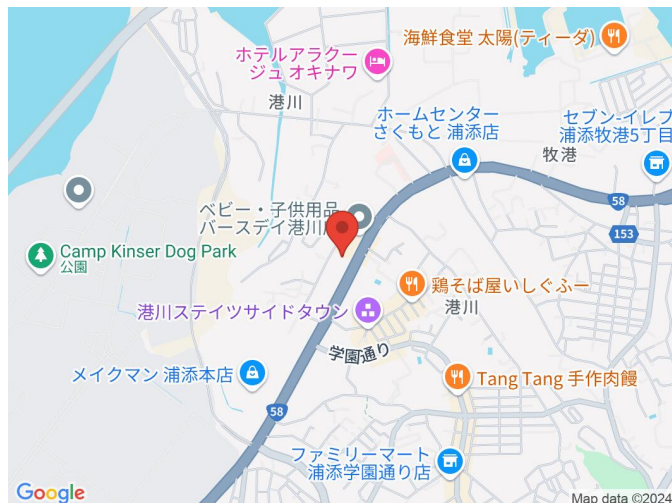 海鮮食堂 太陽(ティーダ)
ホテルアラクー
ジュ オキナワ
港川
ホームセンター
さくもと 浦添店
セブン-イレブ
浦添牧港5丁目
牧港
58
153
ベビー・子供用品
バースデイ港川
Camp Kinser Dog Park
公園
鶏そば屋いしぐふー
港川
港川ステイツサイドタウン
学園通り
メイクマン 浦添本店
Tang Tang 手作肉饅
58
ファミリーマート
浦添学園通り店
Google
Map data ©2024